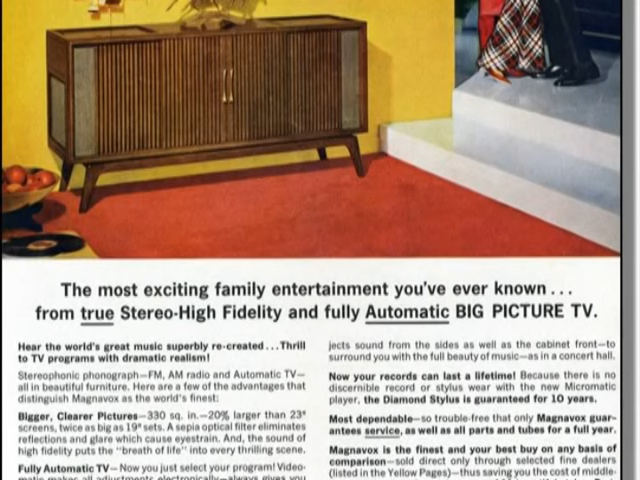 The most exciting family entertainment you've ever known...
from true Stereo-High Fidelity and fully Automatic BIG PICTURE TV.
Hear the world's great music superbly re-created...Thrill
to TV programs with dramatic realism!
Stereophonic phonograph—FM, AM radio and Automatic TV—
all in beautiful furniture. Here are a few of the advantages that
distinguish Magnavox as the world's finest:
Bigger, Clearer Pictures—330 sq. in.—20% larger than 23"
screens, twice as big as 19" sets. A sepia optical filter eliminates
reflections and glare which cause eyestrain. And, the sound of
high fidelity puts the "breath of life" into every thrilling scene.
Fully Automatic TV—Now you just select your program! Video-
matic makes all adjustments electronically—always gives you
jects sound from the sides as well as the cabinet front—to
surround you with the full beauty of music—as in a concert hall.
Now your records can last a lifetime! Because there is no
discernible record or stylus wear with the new Micromatic
player, the Diamond Stylus is guaranteed for 10 years.
Most dependable—so trouble-free that only Magnavox guar-
antees service, as well as all parts and tubes for a full year.
Magnavox is the finest and your best buy on any basis of
comparison—sold direct only through selected fine dealers
(listed in the Yellow Pages)—thus saving you the cost of middle-